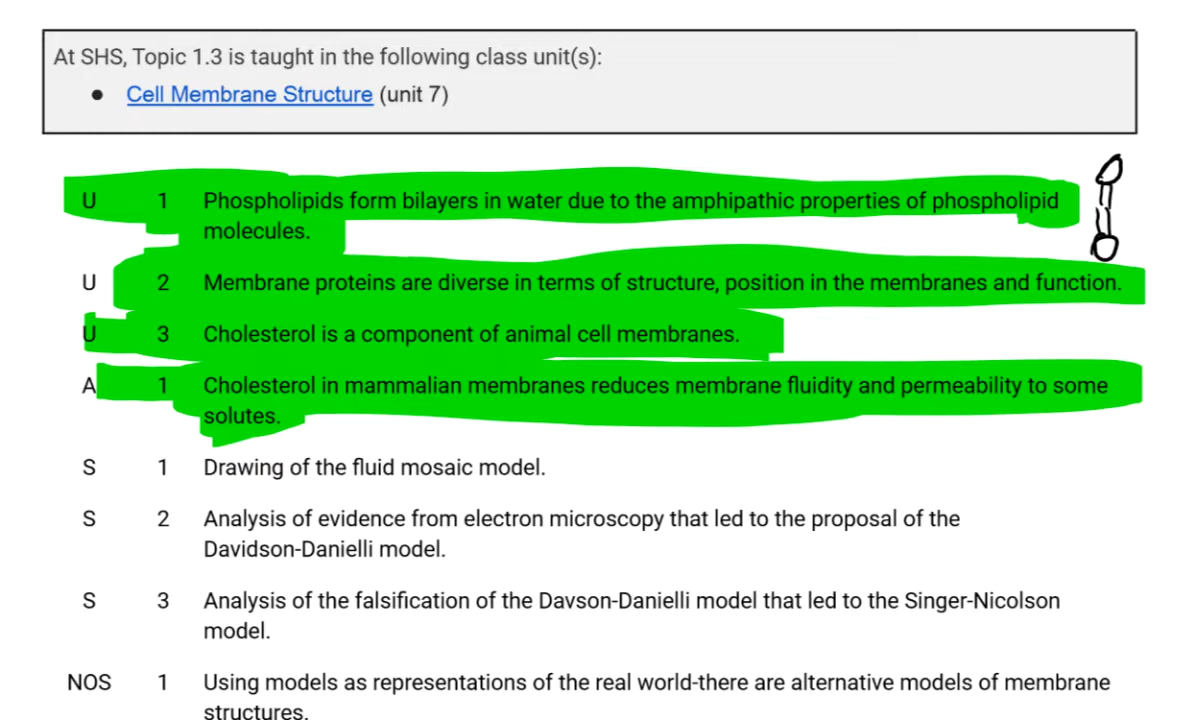 At SHS, Topic 1.3 is taught in the following class unit(s):
● Cell Membrane Structure (unit 7)
U 1 Phospholipids form bilayers in water due to the amphipathic properties of phospholipid
molecules.
U 2 Membrane proteins are diverse in terms of structure, position in the membranes and function.
U 3 Cholesterol is a component of animal cell membranes.
A 1 Cholesterol in mammalian membranes reduces membrane fluidity and permeability to some
solutes.
S 1 Drawing of the fluid mosaic model.
S 2 Analysis of evidence from electron microscopy that led to the proposal of the
Davidson-Danielli model.
S 3 Analysis of the falsification of the Davson-Danielli model that led to the Singer-Nicolson
model.
NOS 1 Using models as representations of the real world-there are alternative models of membrane
structures.